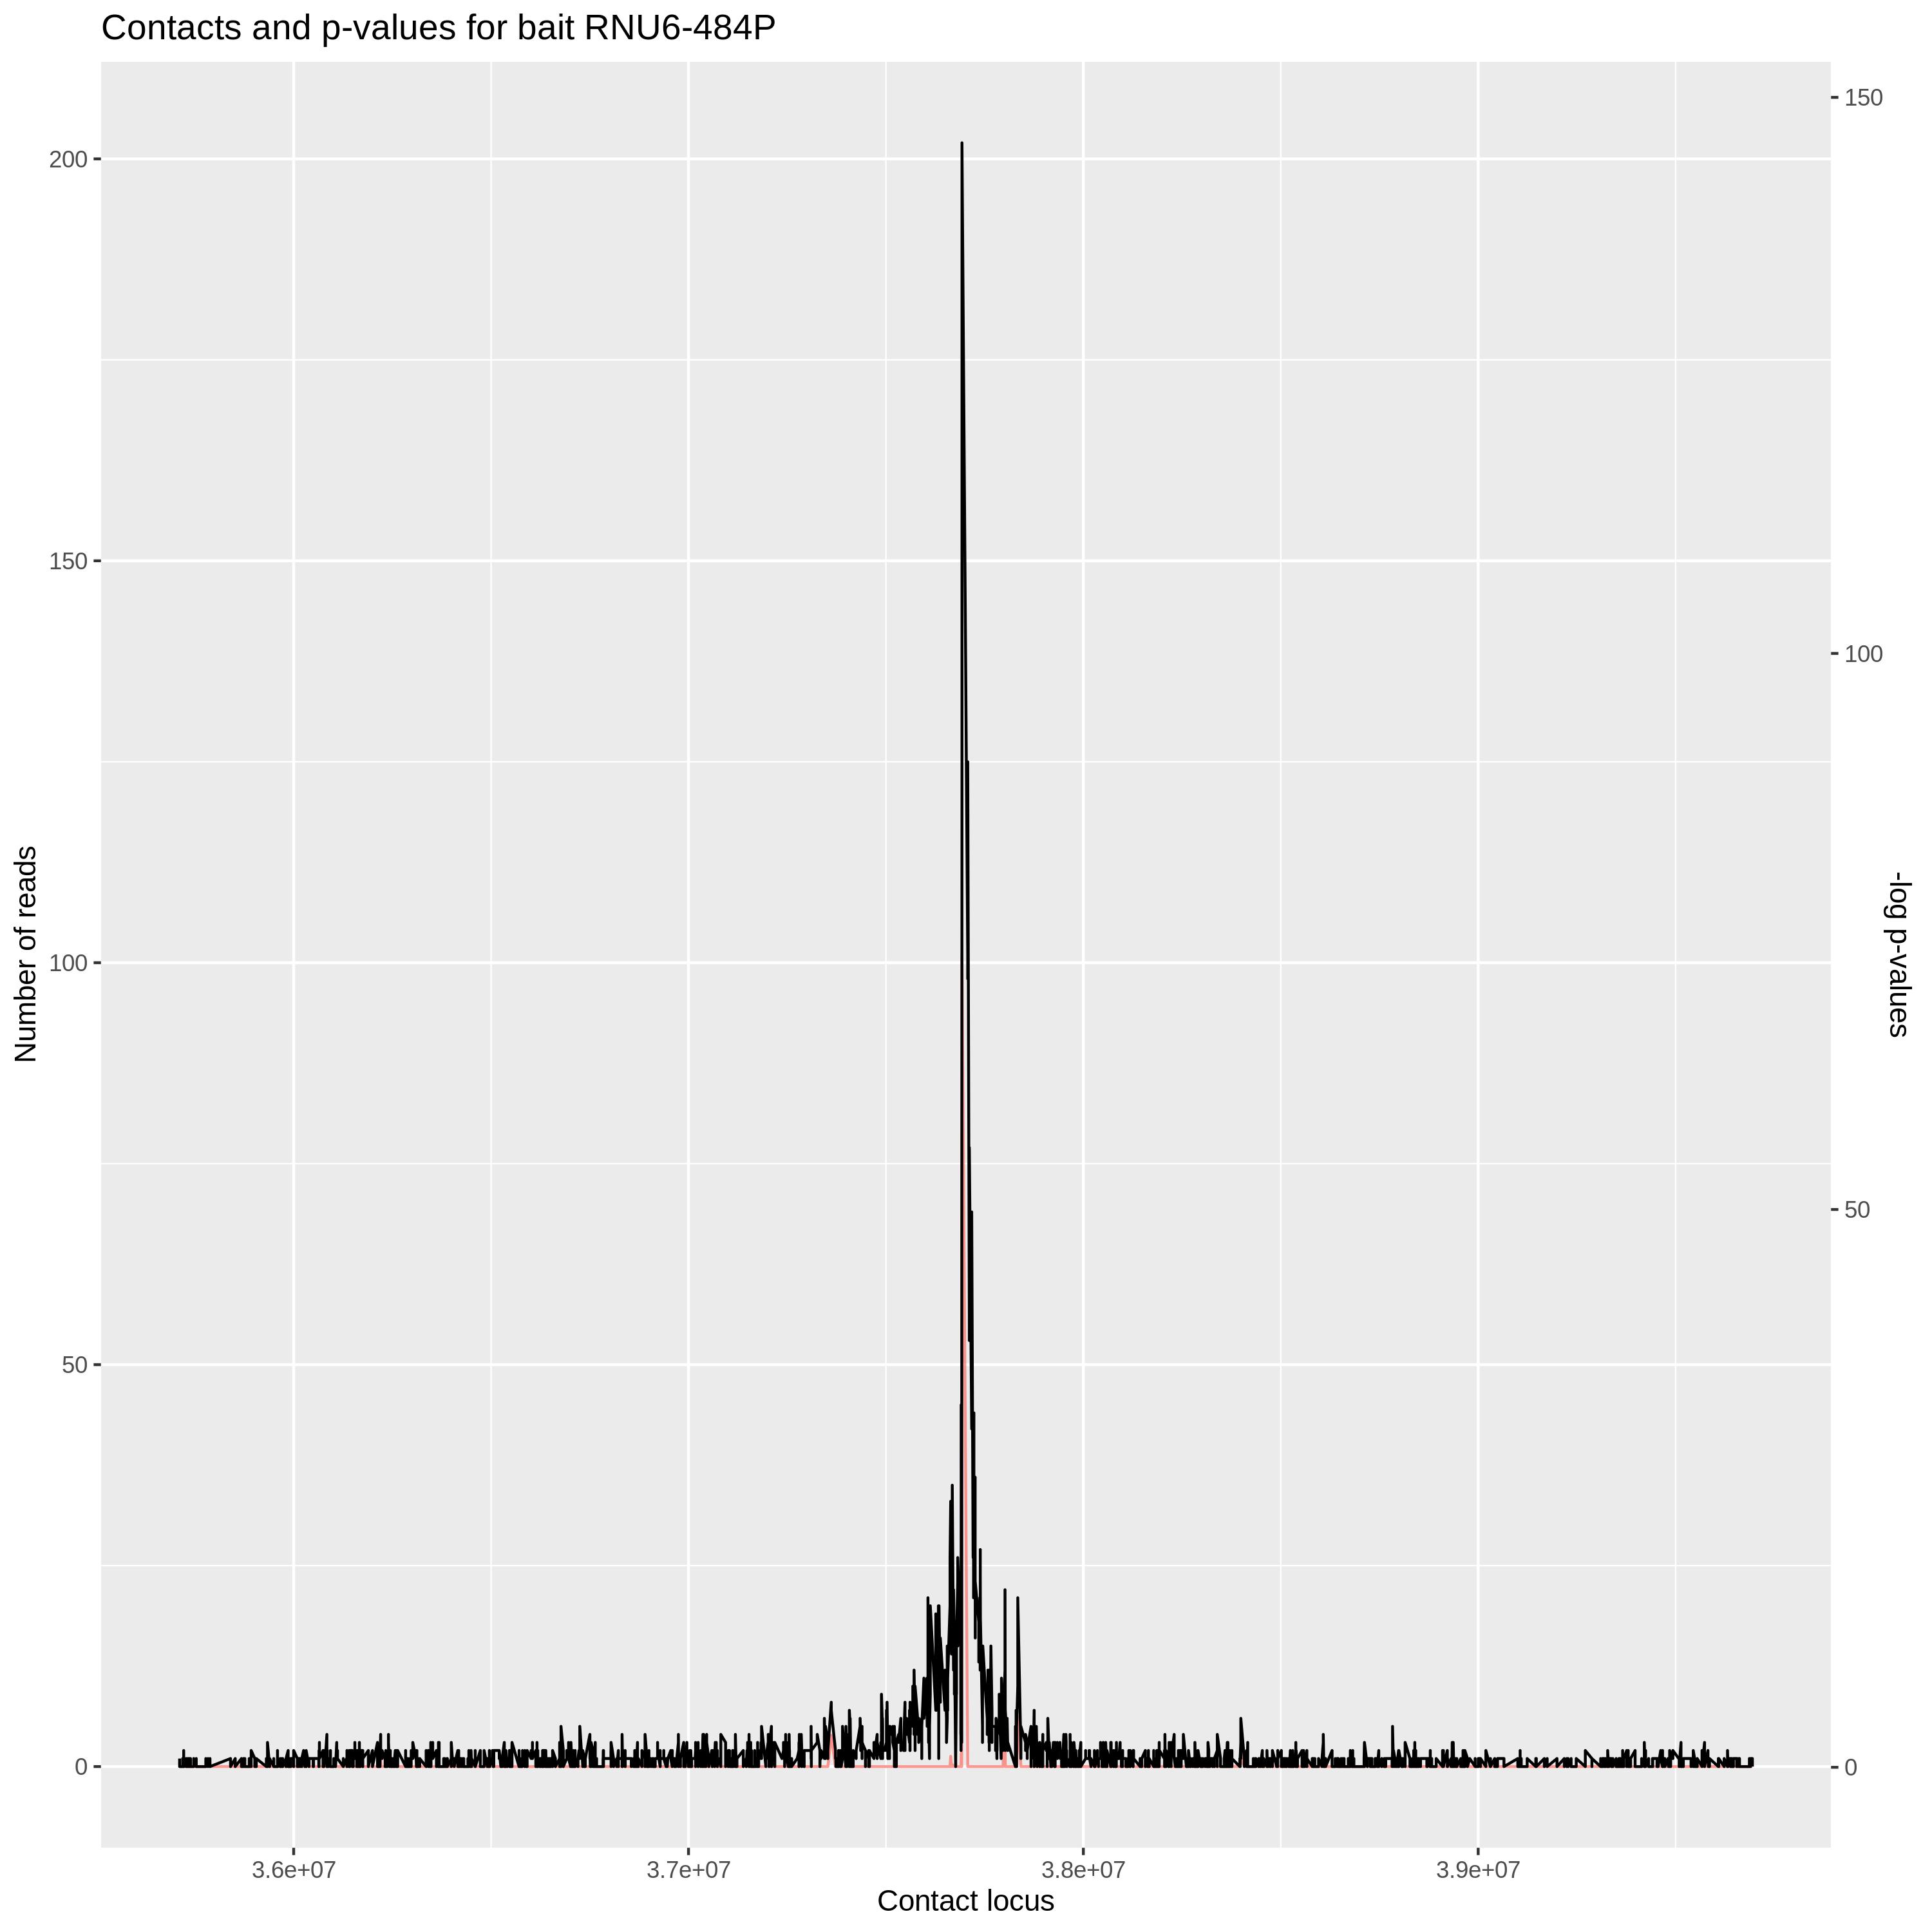 Contacts and p-values for bait RNU6-484P
200
150
100
50
0
Number of reads
150
100
50
0
-log p-values
3.6e+07
3.7e+07
3.8e+07
3.9e+07
Contact locus